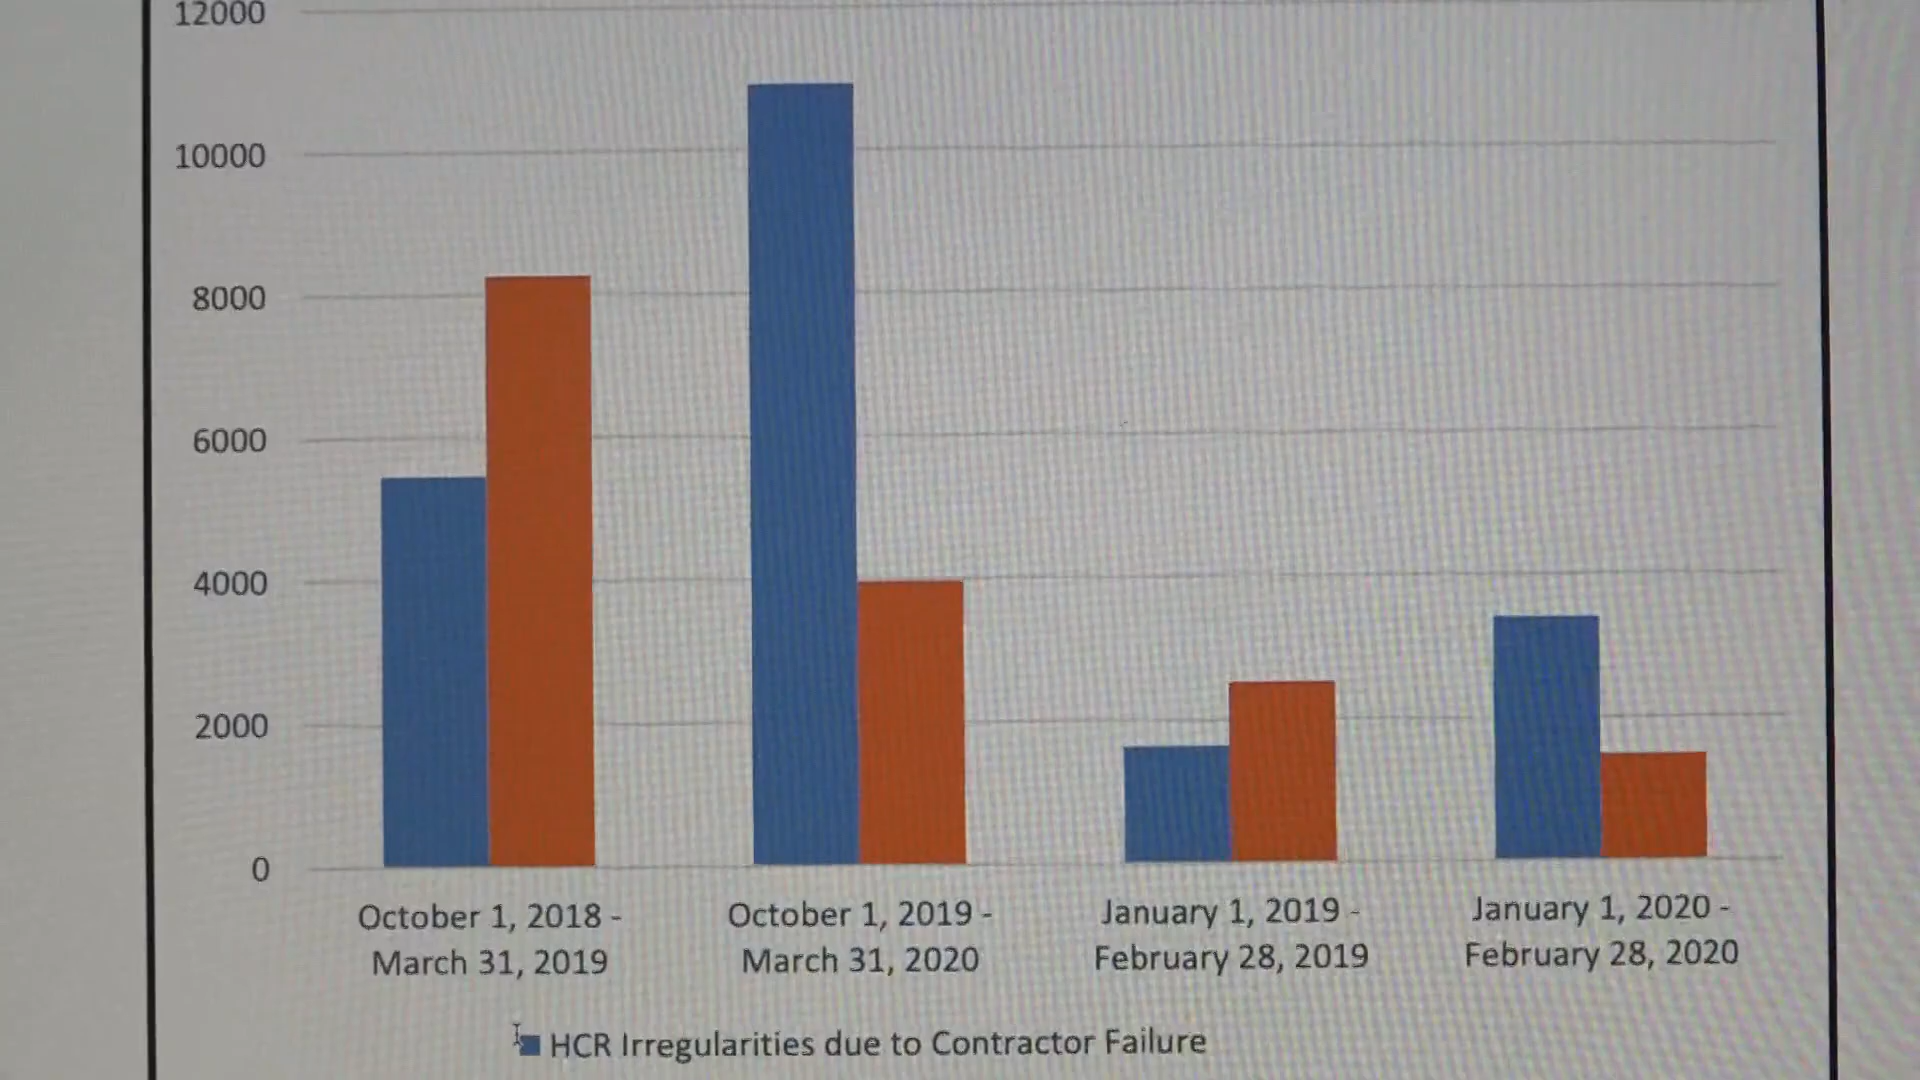 12000
10000
8000
6000
4000
2000
0
October 1, 2018 -
March 31, 2019
October 1, 2019 -
March 31, 2020
January 1, 2019 -
February 28, 2019
January 1, 2020 -
February 28, 2020
HCR Irregularities due to Contractor Failure